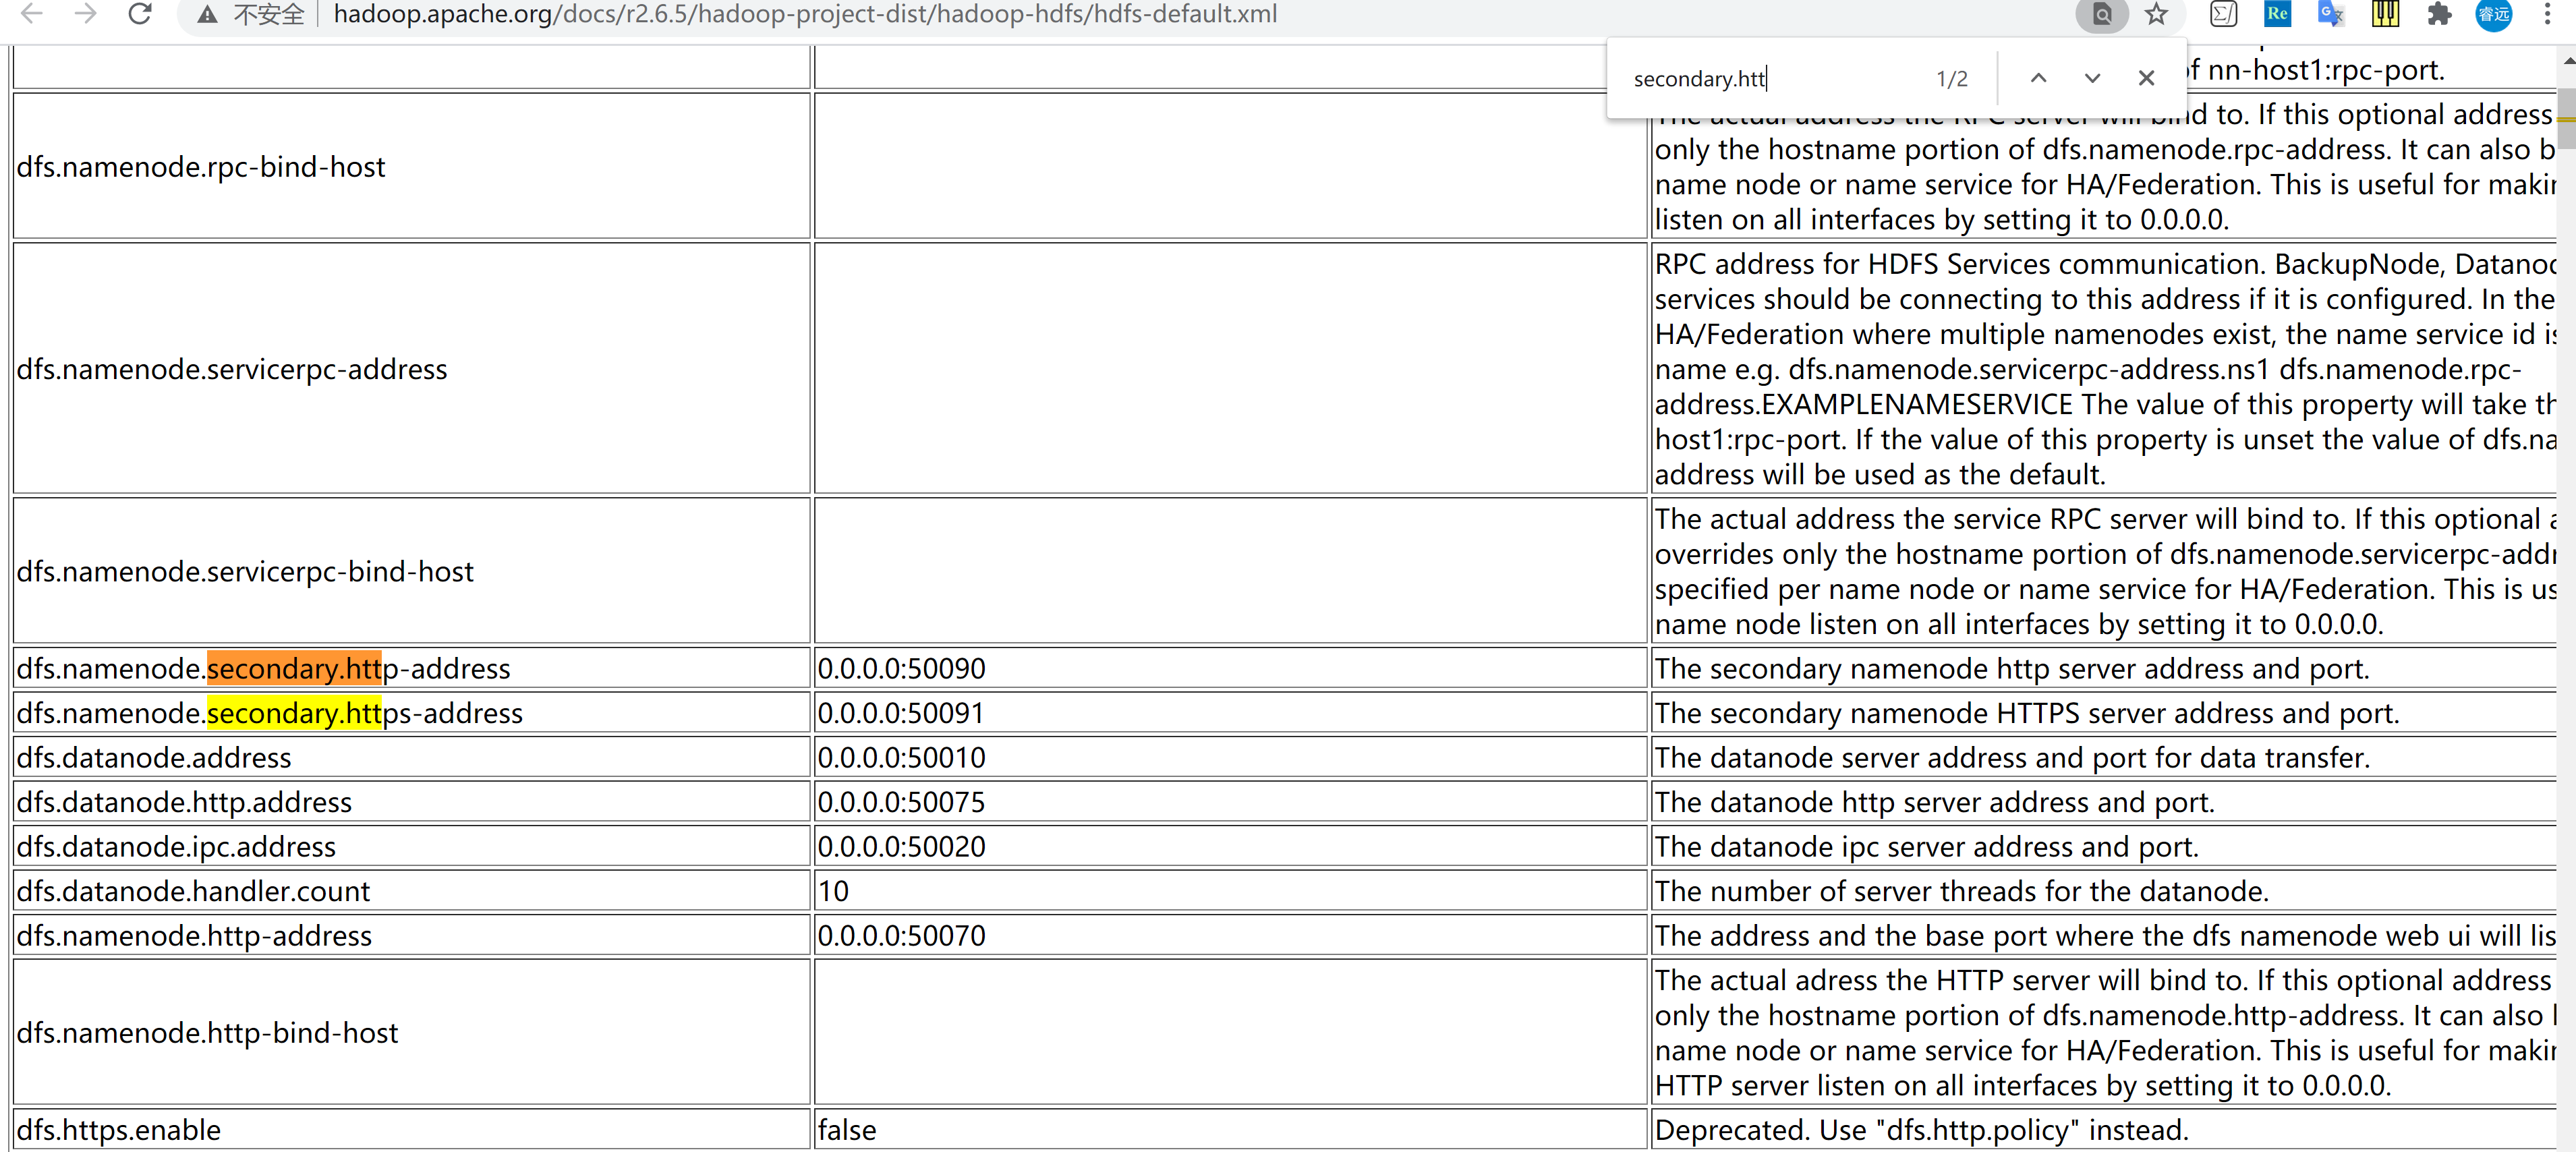 不安全
hadoop.apache.org/docs/r2.6.5/hadoop-project-dist/hadoop-hdfs/hdfs-default.xml
Re
睿远
secondary.htt 1/2
of nn-host1:rpc-port.
dfs.namenode.rpc-bind-host
The actual address the RPC server will bind to. If this optional address
only the hostname portion of dfs.namenode.rpc-address. It can also b
name node or name service for HA/Federation. This is useful for makin
listen on all interfaces by setting it to 0.0.0.0.
dfs.namenode.servicerpc-address
RPC address for HDFS Services communication. BackupNode, Datanod
services should be connecting to this address if it is configured. In the
HA/Federation where multiple namenodes exist, the name service id is
name e.g. dfs.namenode.servicerpc-address.ns1 dfs.namenode.rpc-
address.EXAMPLENAMESERVICE The value of this property will take th
host1:rpc-port. If the value of this property is unset the value of dfs.na
address will be used as the default.
dfs.namenode.servicerpc-bind-host
The actual address the service RPC server will bind to. If this optional a
overrides only the hostname portion of dfs.namenode.servicerpc-addr
specified per name node or name service for HA/Federation. This is us
name node listen on all interfaces by setting it to 0.0.0.0.
dfs.namenode.secondary.http-address 0.0.0.0:50090 The secondary namenode http server address and port.
dfs.namenode.secondary.https-address 0.0.0.0:50091 The secondary namenode HTTPS server address and port.
dfs.datanode.address 0.0.0.0:50010 The datanode server address and port for data transfer.
dfs.datanode.http.address 0.0.0.0:50075 The datanode http server address and port.
dfs.datanode.ipc.address 0.0.0.0:50020 The datanode ipc server address and port.
dfs.datanode.handler.count 10 The number of server threads for the datanode.
dfs.namenode.http-address 0.0.0.0:50070 The address and the base port where the dfs namenode web ui will lis
dfs.namenode.http-bind-host
The actual adress the HTTP server will bind to. If this optional address
only the hostname portion of dfs.namenode.http-address. It can also
name node or name service for HA/Federation. This is useful for makin
HTTP server listen on all interfaces by setting it to 0.0.0.0.
dfs.https.enable false Deprecated. Use "dfs.http.policy" instead.